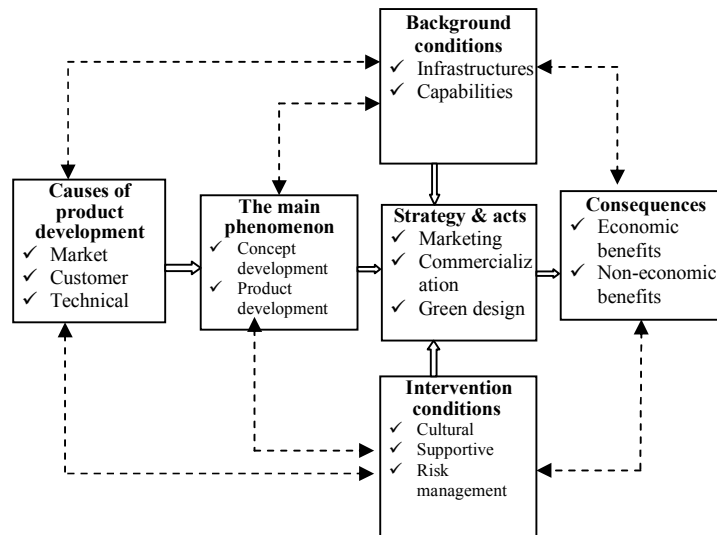 Background
conditions
✓ Infrastructures
✓ Capabilities
Causes of
product
development
✓ Market
✓ Customer
✓ Technical
The main
phenomenon
✓ Concept
development
✓ Product
development
Strategy & acts
✓ Marketing
✓ Commercializ
ation
✓ Green design
Consequences
✓ Economic
benefits
✓ Non-economic
benefits
Intervention
conditions
✓ Cultural
✓ Supportive
✓ Risk
management